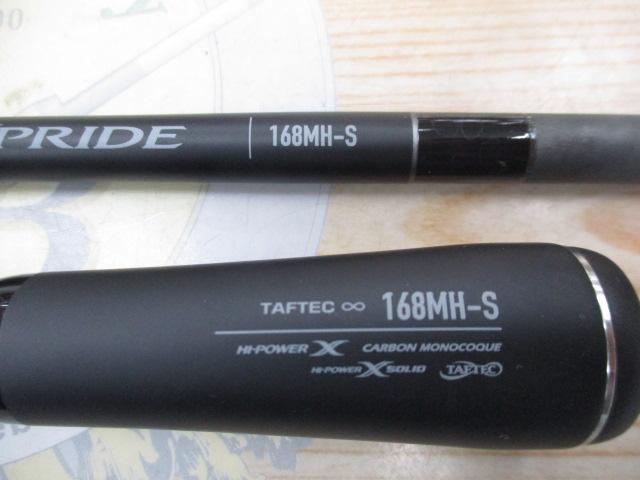 PRIDE 168MH-S
TAFTEC ∞ 168MH-S
HI-POWER X CARBON MONOCOQUE
HI-POWER X SOLID TAFTEC